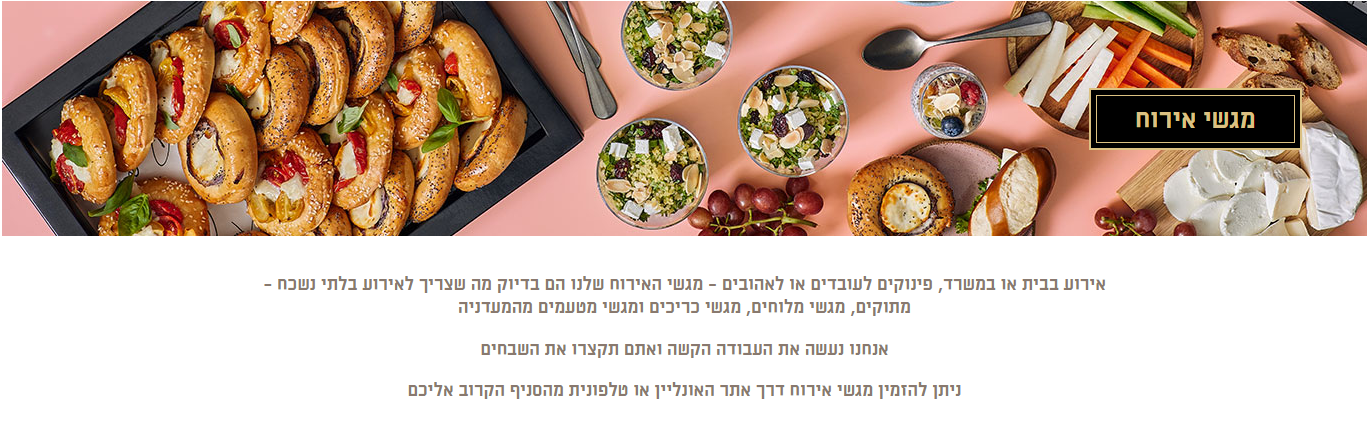 מגשי אירוח
אירוע בבית או במשרד, פינוקים לעובדים או לאהובים – מגשי האירוח שלנו הם בדיוק מה שצריך לאירוע בלתי נשכח –
מתוקים, מגשי מלוחים, מגשי כריכים ומגשי מטעמים מהמעדניה
אנחנו נעשה את העבודה הקשה ואתם תקצרו את השבחים
ניתן להזמין מגשי אירוח דרך אתר האונליין או טלפונית מהסניף הקרוב אליכם